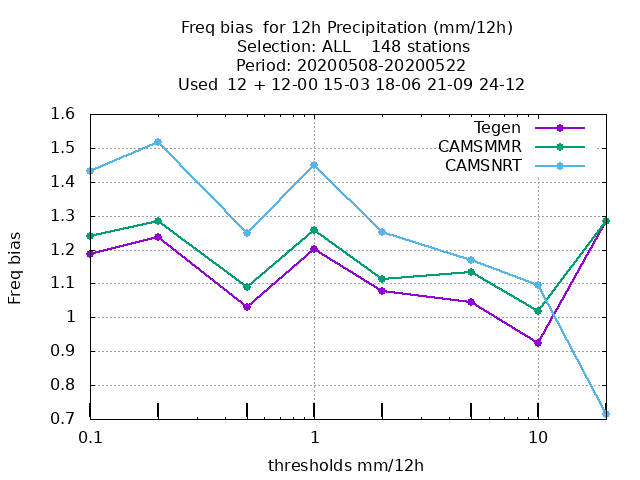 Freq bias  for 12h Precipitation (mm/12h)
Selection: ALL    148 stations
Period: 20200508-20200522
Used  12 + 12-00 15-03 18-06 21-09 24-12
Tegen
CAMSMMR
CAMSNRT
1.6
1.5
1.4
1.3
1.2
1.1
1
0.9
0.8
0.7
Freq bias
0.1 1 10
thresholds mm/12h